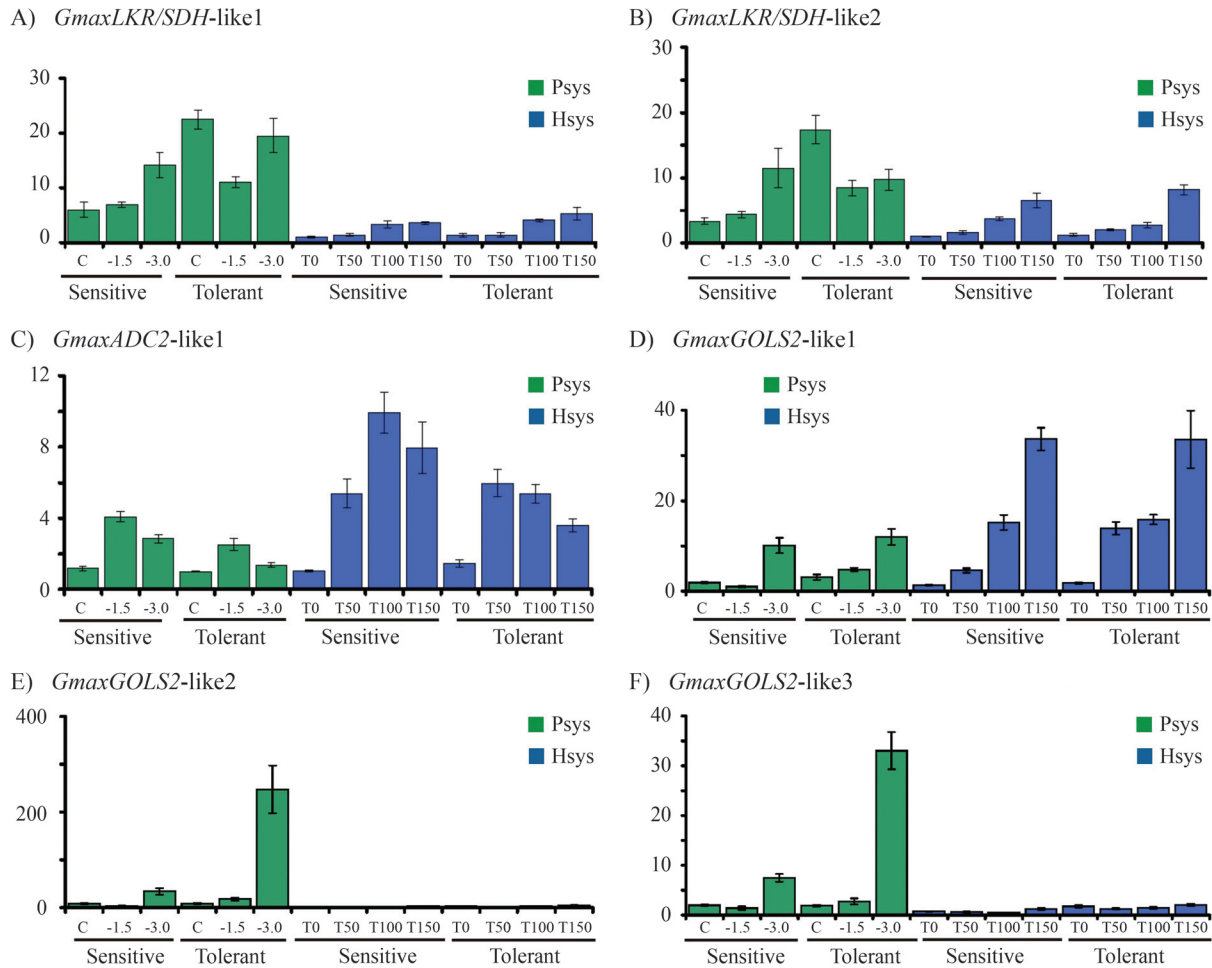 A) GmaxLKR/SDH-like1
30
20
10
0
Psys
Hsys
C -1.5 -3.0 C -1.5 -3.0 T0 T50 T100 T150 T0 T50 T100 T150
Sensitive Tolerant Sensitive Tolerant
B) GmaxLKR/SDH-like2
30
20
10
0
Psys
Hsys
C -1.5 -3.0 C -1.5 -3.0 T0 T50 T100 T150 T0 T50 T100 T150
Sensitive Tolerant Sensitive Tolerant
C) GmaxADC2-like1
12
8
4
0
Psys
Hsys
C -1.5 -3.0 C -1.5 -3.0 T0 T50 T100 T150 T0 T50 T100 T150
Sensitive Tolerant Sensitive Tolerant
D) GmaxGOLS2-like1
40
20
10
0
Psys
Hsys
C -1.5 -3.0 C -1.5 -3.0 T0 T50 T100 T150 T0 T50 T100 T150
Sensitive Tolerant Sensitive Tolerant
E) GmaxGOLS2-like2
400
200
0
Psys
Hsys
C -1.5 -3.0 C -1.5 -3.0 T0 T50 T100 T150 T0 T50 T100 T150
Sensitive Tolerant Sensitive Tolerant
F) GmaxGOLS2-like3
40
30
20
10
0
Psys
Hsys
C -1.5 -3.0 C -1.5 -3.0 T0 T50 T100 T150 T0 T50 T100 T150
Sensitive Tolerant Sensitive Tolerant